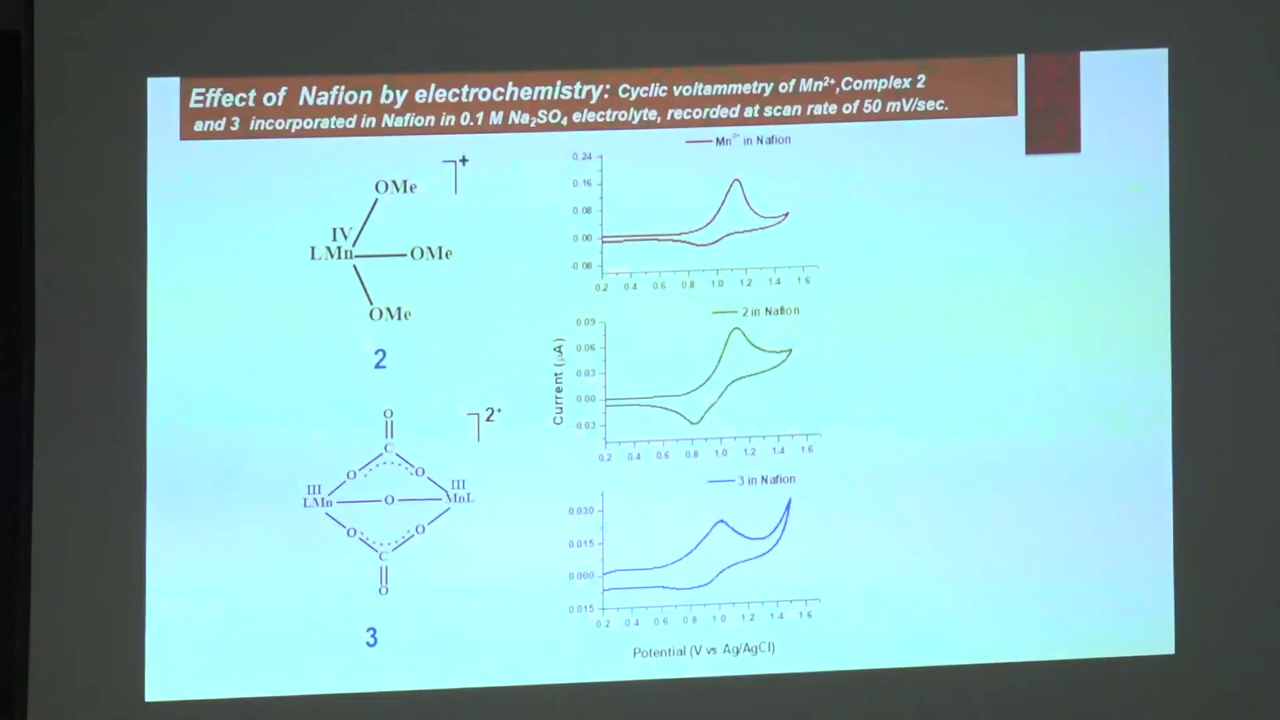 Effect of Nafion by electrochemistry: Cyclic voltammetry of Mn²⁺,Complex 2
and 3 incorporated in Nafion in 0.1 M Na₂SO₄ electrolyte, recorded at scan rate of 50 mV/sec.
]⁺
OMe
IV
LMn
OMe
OMe
2
]²⁺
O
C
O
O
III
III
LMn
O
MnL
O
O
C
O
3
Mn²⁺ in Nafion
0.24
0.16
0.08
0.00
-0.08
0.2 0.4 0.6 0.8 1.0 1.2 1.4 1.6
2 in Nafion
0.09
0.06
0.03
0.00
0.03
0.2 0.4 0.6 0.8 1.0 1.2 1.4 1.6
Current (µA)
3 in Nafion
0.030
0.015
0.000
0.015
0.2 0.4 0.6 0.8 1.0 1.2 1.4 1.6
Potential (V vs Ag/AgCl)